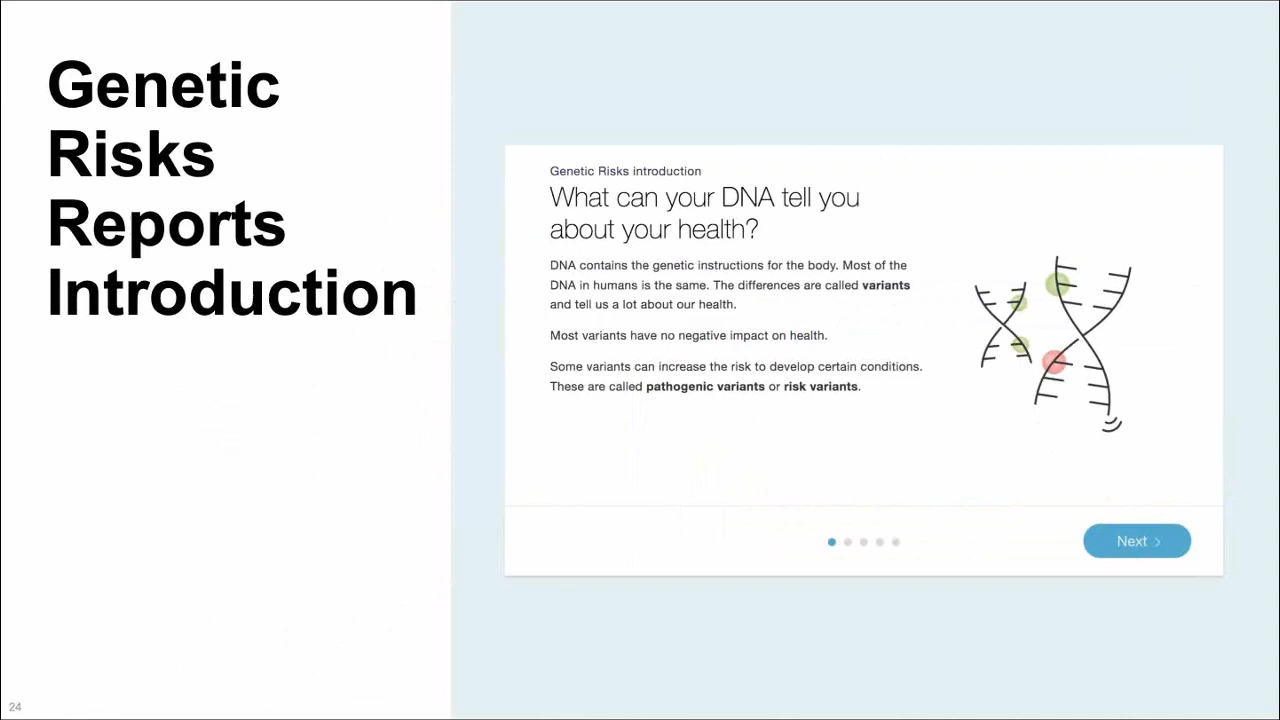 Genetic
Risks
Reports
Introduction
Genetic Risks introduction
What can your DNA tell you
about your health?
DNA contains the genetic instructions for the body. Most of the
DNA in humans is the same. The differences are called variants
and tell us a lot about our health.
Most variants have no negative impact on health.
Some variants can increase the risk to develop certain conditions.
These are called pathogenic variants or risk variants.
Next
24